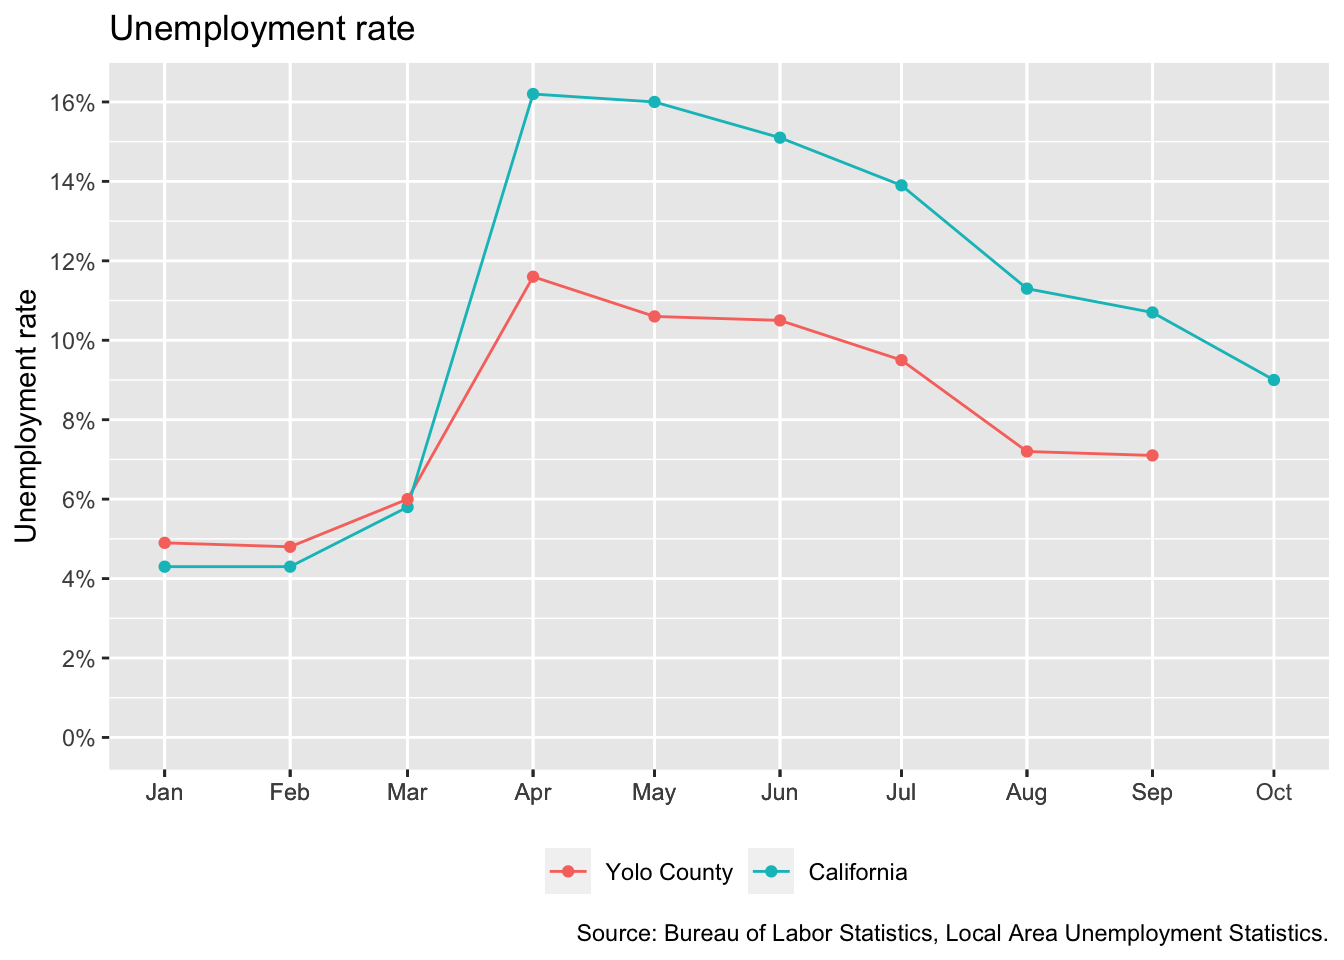 Unemployment rate
Unemployment rate
16%
14%
12%
10%
8%
6%
4%
2%
0%
Jan Feb Mar Apr May Jun Jul Aug Sep Oct
Yolo County California
Source: Bureau of Labor Statistics, Local Area Unemployment Statistics.